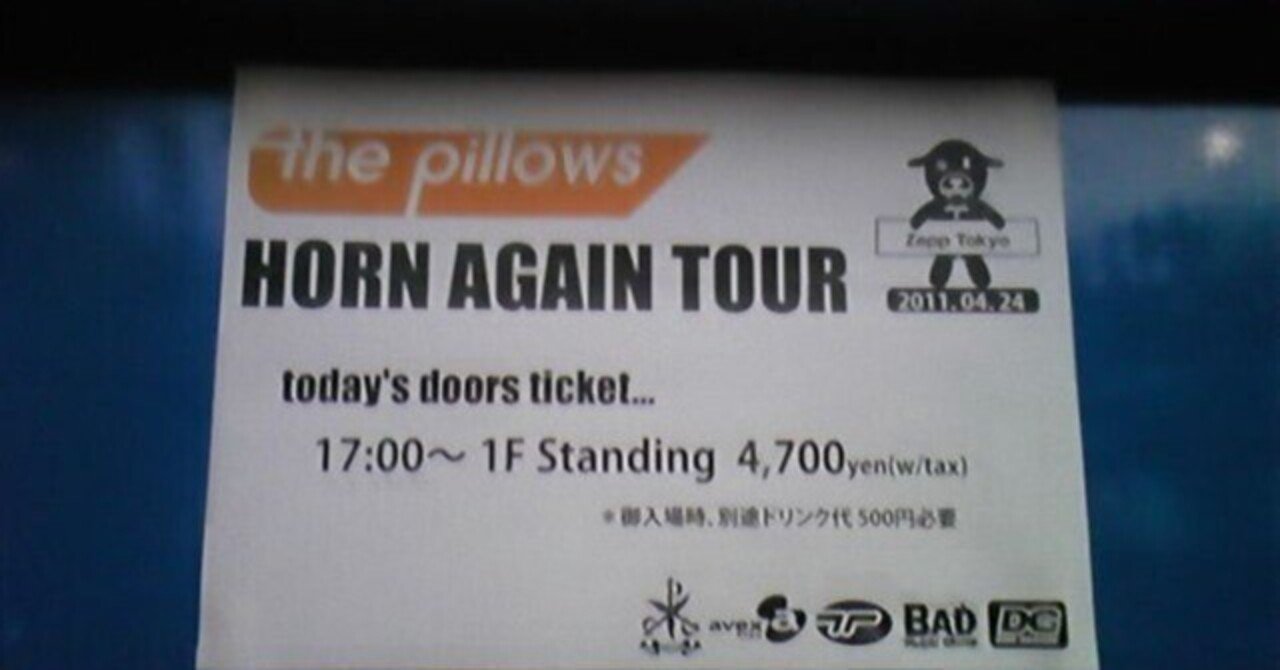 the pillows
HORN AGAIN TOUR
Zepp Tokyo
2011.04.24
today's doors ticket...
17:00〜 1F Standing 4,700yen(w/tax)
*御入場時、別途ドリンク代 500円必要
avex
BAD
DG